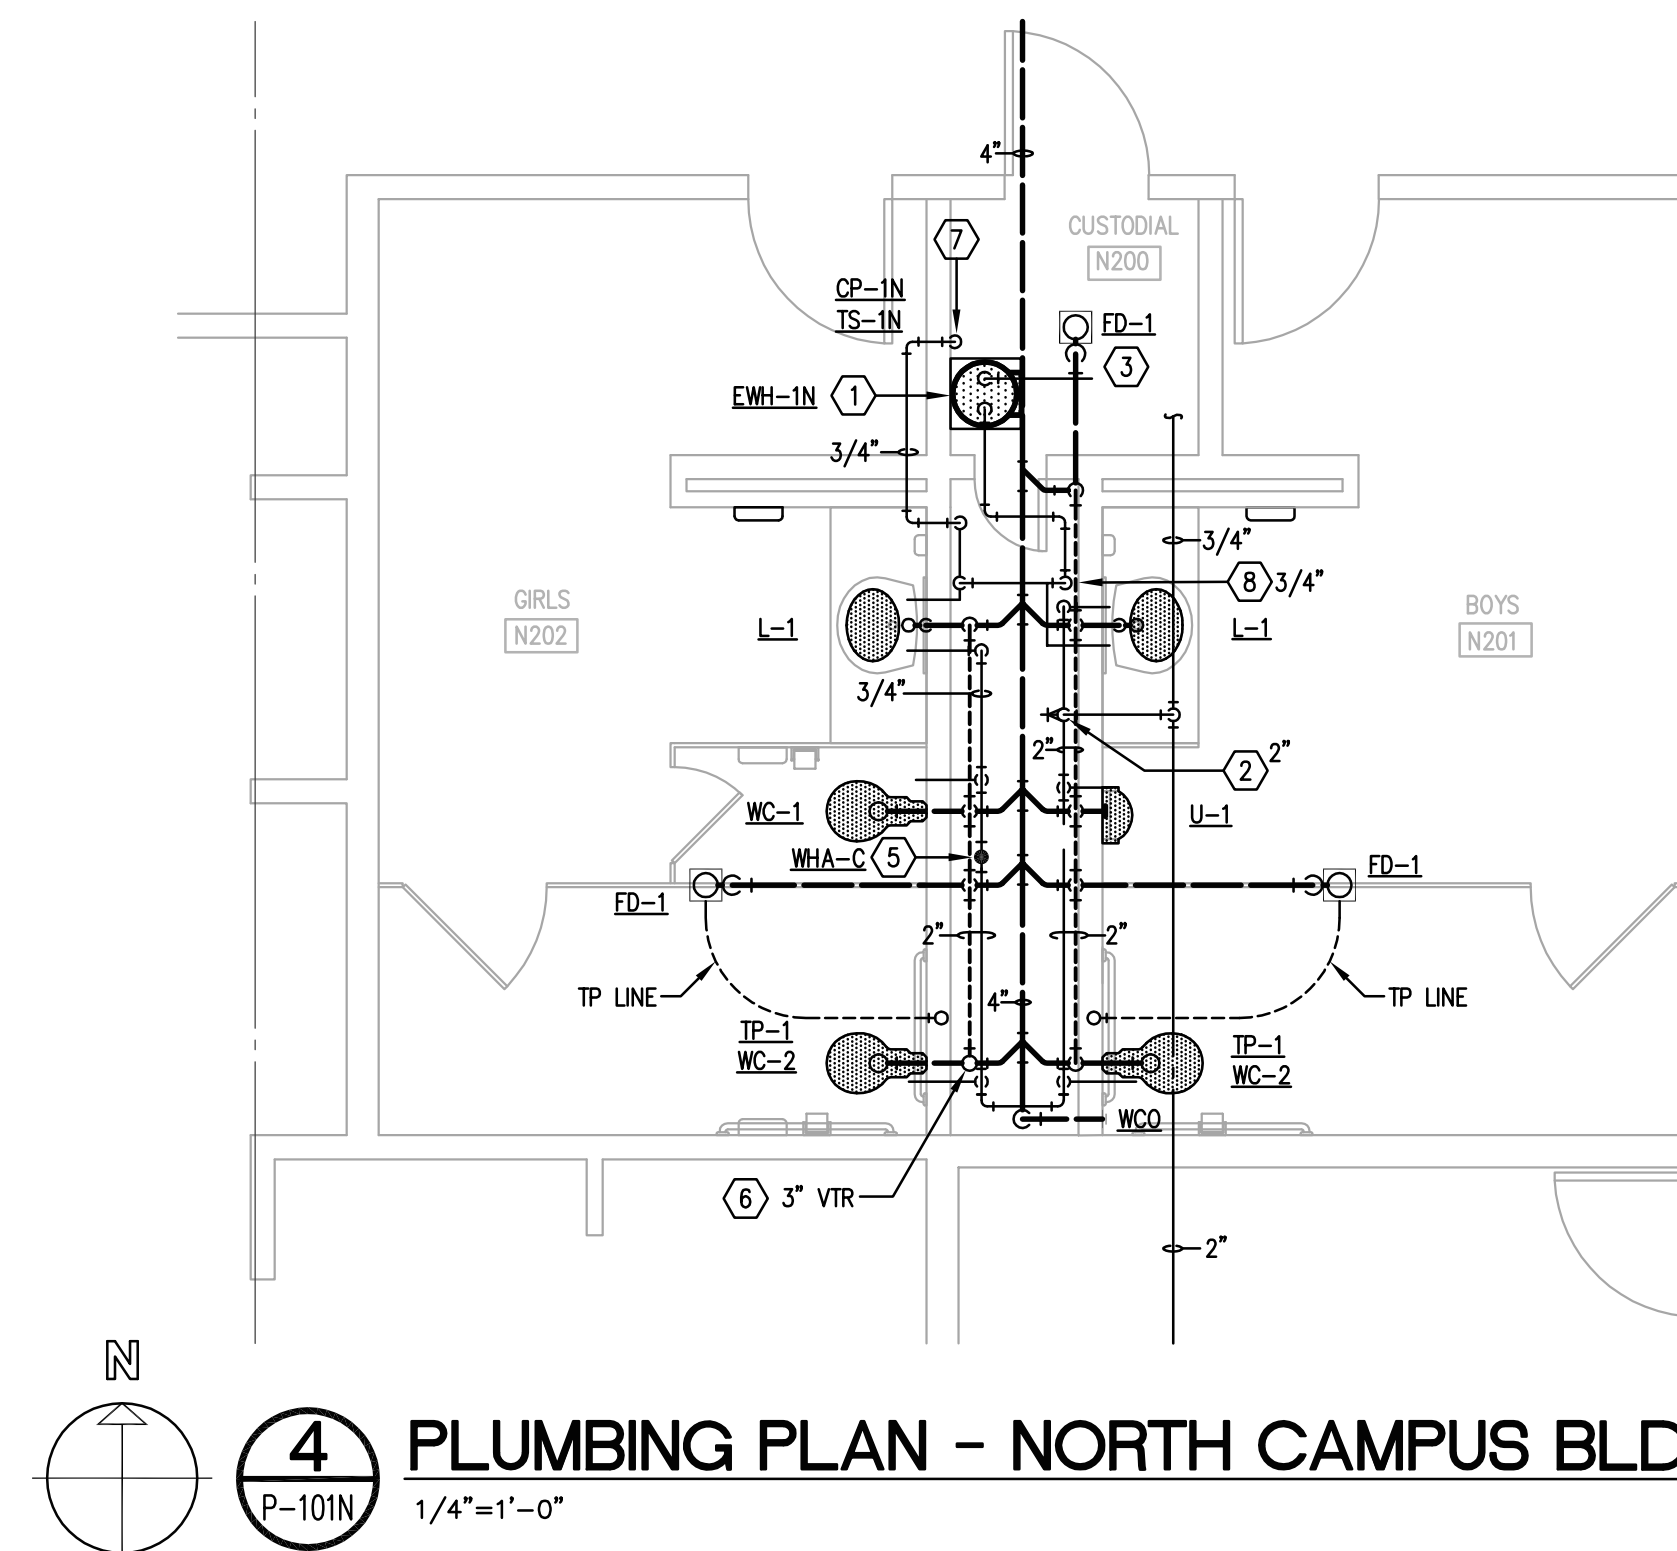 4"
7
CUSTODIAL
N200
CP-1N
TS-1N
FD-1
3
EWH-1N
1
3/4"
3/4"
8
3/4"
GIRLS
N202
BOYS
N201
L-1
L-1
3/4"
2"
2
2"
WC-1
U-1
WHA-C
5
FD-1
FD-1
2"
2"
TP LINE
4"
TP LINE
TP-1
WC-2
TP-1
WC-2
WCO
6
3" VTR
2"
N
4
P-101N
PLUMBING PLAN - NORTH CAMPUS BLD
1/4"=1'-0"